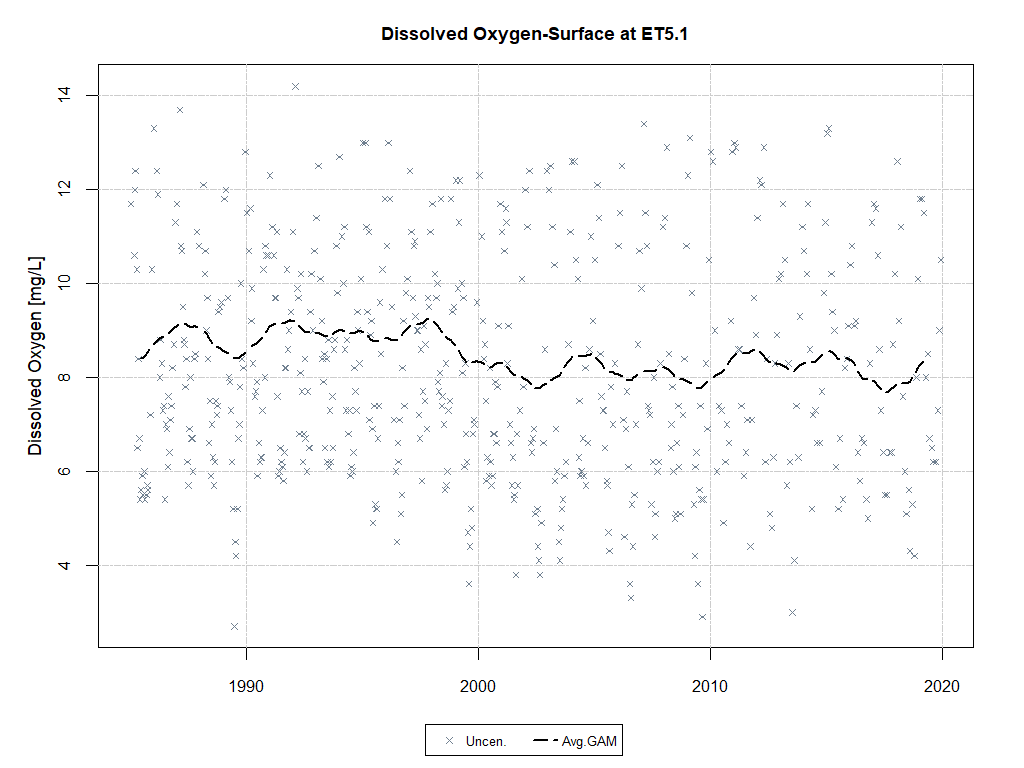 Dissolved Oxygen-Surface at ET5.1
Dissolved Oxygen [mg/L]
14
12
10
8
6
4
1990 2000 2010 2020
Uncen. Avg.GAM